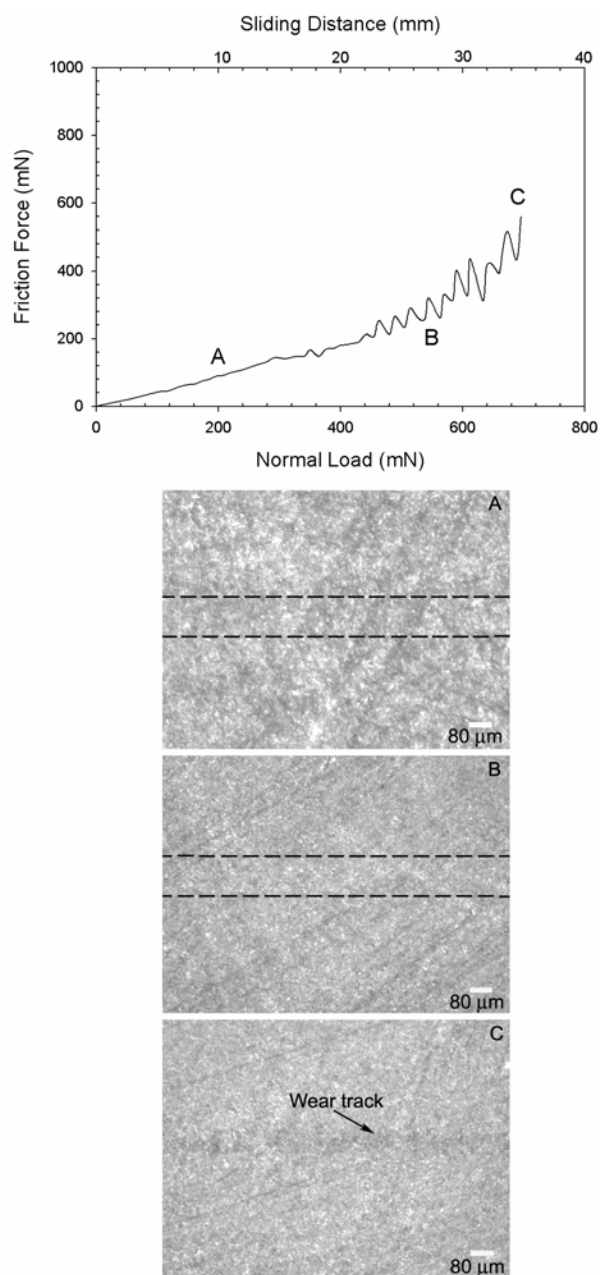 Sliding Distance (mm)
0 10 20 30 40
1000
800
600
400
200
0
Friction Force (mN)
A
B
C
0 200 400 600 800
Normal Load (mN)
A
80 μm
B
80 μm
C
Wear track
80 μm